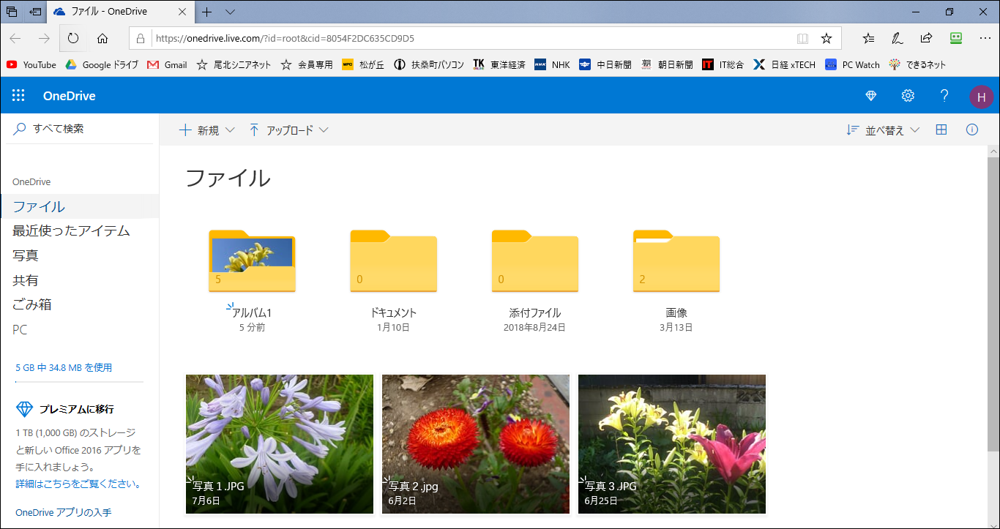 ファイル - OneDrive
https://onedrive.live.com/?id=root&cid=8054F2DC635CD9D5
YouTube Google ドライブ Gmail 尾北シニアネット 会員専用 MPC 松が丘 扶桑町パソコン TK ONLINE 東洋経済 NHK NHK 中日新聞 朝日新聞 IT IT総合 日経 xTECH PC Watch できるネット
OneDrive ? H
すべて検索
新規 アップロード 並べ替え
ファイル
OneDrive
ファイル
最近使ったアイテム
写真
共有
ごみ箱
PC
5 GB 中 34.8 MB を使用
プレミアムに移行
1 TB (1,000 GB) のストレージ
と新しい Office 2016 アプリを
手に入れましょう。
詳細はこちらをご覧ください。
OneDrive アプリの入手
5 0 0 2
アルバム1 ドキュメント 添付ファイル 画像
5 分前 1月10日 2018年8月24日 3月13日
写真１.JPG 写真２.jpg 写真３.JPG
7月6日 6月2日 6月25日